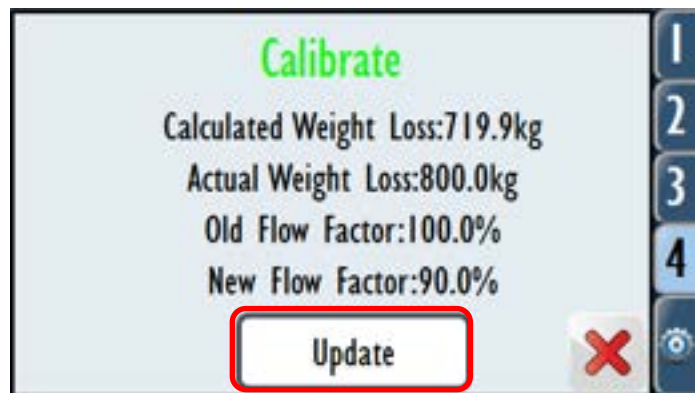 Calibrate
Calculated Weight Loss:719.9kg
Actual Weight Loss:800.0kg
Old Flow Factor:100.0%
New Flow Factor:90.0%
Update
1
2
3
4